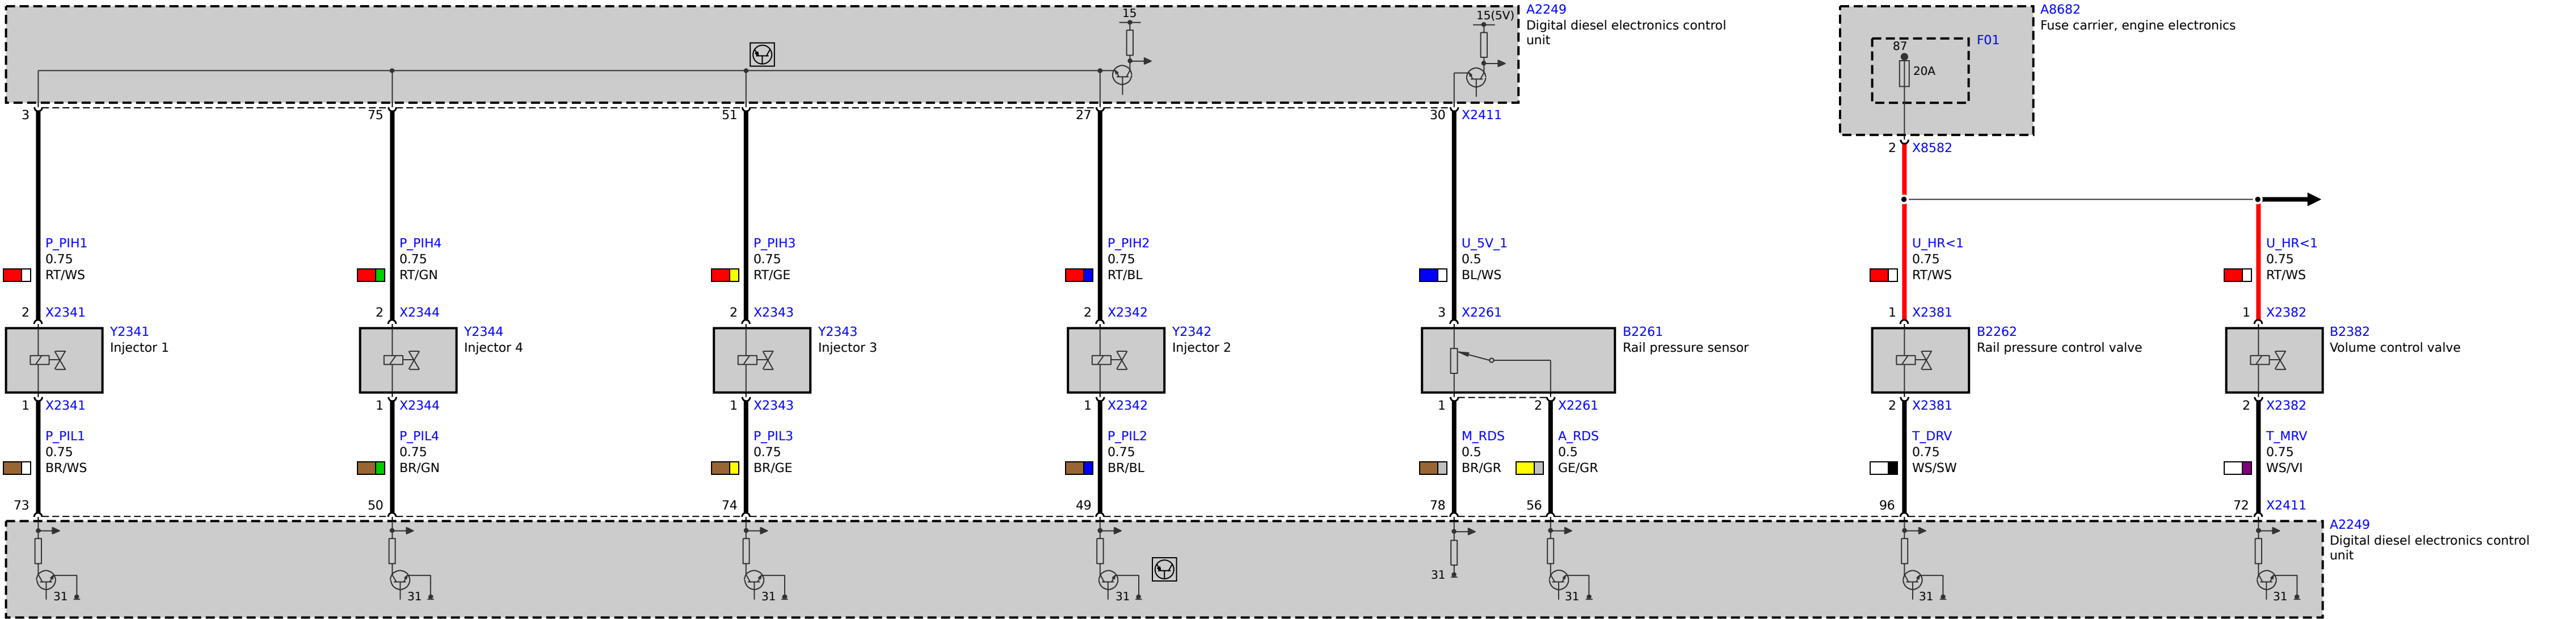 15
15(5V)
A2249
Digital diesel electronics control
unit
A8682
Fuse carrier, engine electronics
F01
87
20A
3
75
51
27
30
X2411
2
X8582
P_PIH1
0.75
RT/WS
P_PIH4
0.75
RT/GN
P_PIH3
0.75
RT/GE
P_PIH2
0.75
RT/BL
U_5V_1
0.5
BL/WS
U_HR<1
0.75
RT/WS
U_HR<1
0.75
RT/WS
2
X2341
2
X2344
2
X2343
2
X2342
3
X2261
1
X2381
1
X2382
Y2341
Injector 1
Y2344
Injector 4
Y2343
Injector 3
Y2342
Injector 2
B2261
Rail pressure sensor
B2262
Rail pressure control valve
B2382
Volume control valve
1
X2341
1
X2344
1
X2343
1
X2342
1
2
X2261
2
X2381
2
X2382
P_PIL1
0.75
BR/WS
P_PIL4
0.75
BR/GN
P_PIL3
0.75
BR/GE
P_PIL2
0.75
BR/BL
M_RDS
0.5
BR/GR
A_RDS
0.5
GE/GR
T_DRV
0.75
WS/SW
T_MRV
0.75
WS/VI
73
50
74
49
78
56
96
72
X2411
A2249
Digital diesel electronics control
unit
31
31
31
31
31
31
31
31